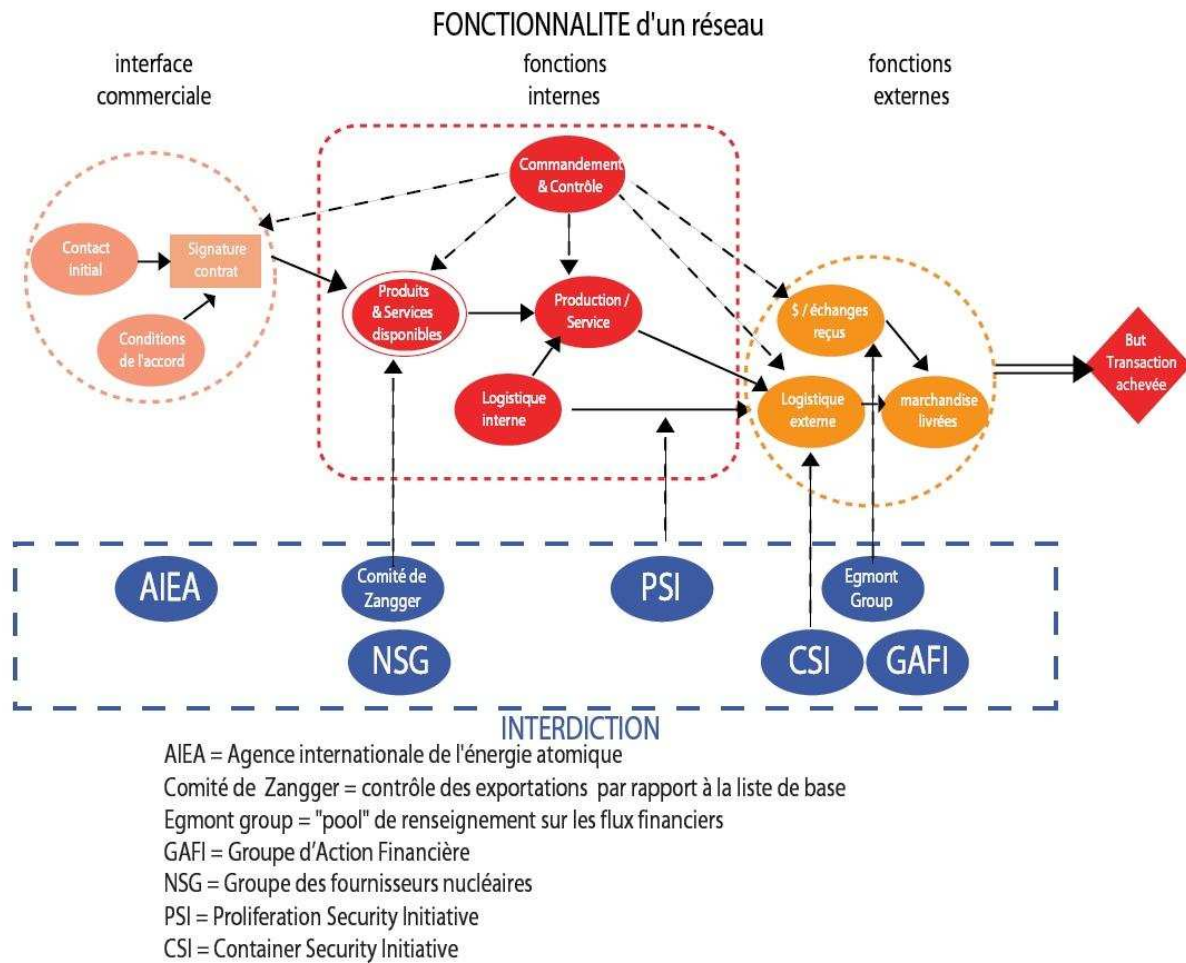 FONCTIONNALITE d'un réseau
interface
commerciale
fonctions
internes
fonctions
externes
Commandement
& Contrôle
Contact
initial
Signature
contrat
Conditions
de l'accord
Produits
& Services
disponibles
Production /
Service
Logistique
interne
$ / échanges
reçus
Logistique
externe
marchandise
livrées
But
Transaction
achevée
AIEA
Comité de
Zangger
NSG
PSI
Egmont
Group
CSI
GAFI
INTERDICTION
AIEA = Agence internationale de l'énergie atomique
Comité de Zangger = contrôle des exportations par rapport à la liste de base
Egmont group = "pool" de renseignement sur les flux financiers
GAFI = Groupe d'Action Financière
NSG = Groupe des fournisseurs nucléaires
PSI = Proliferation Security Initiative
CSI = Container Security Initiative